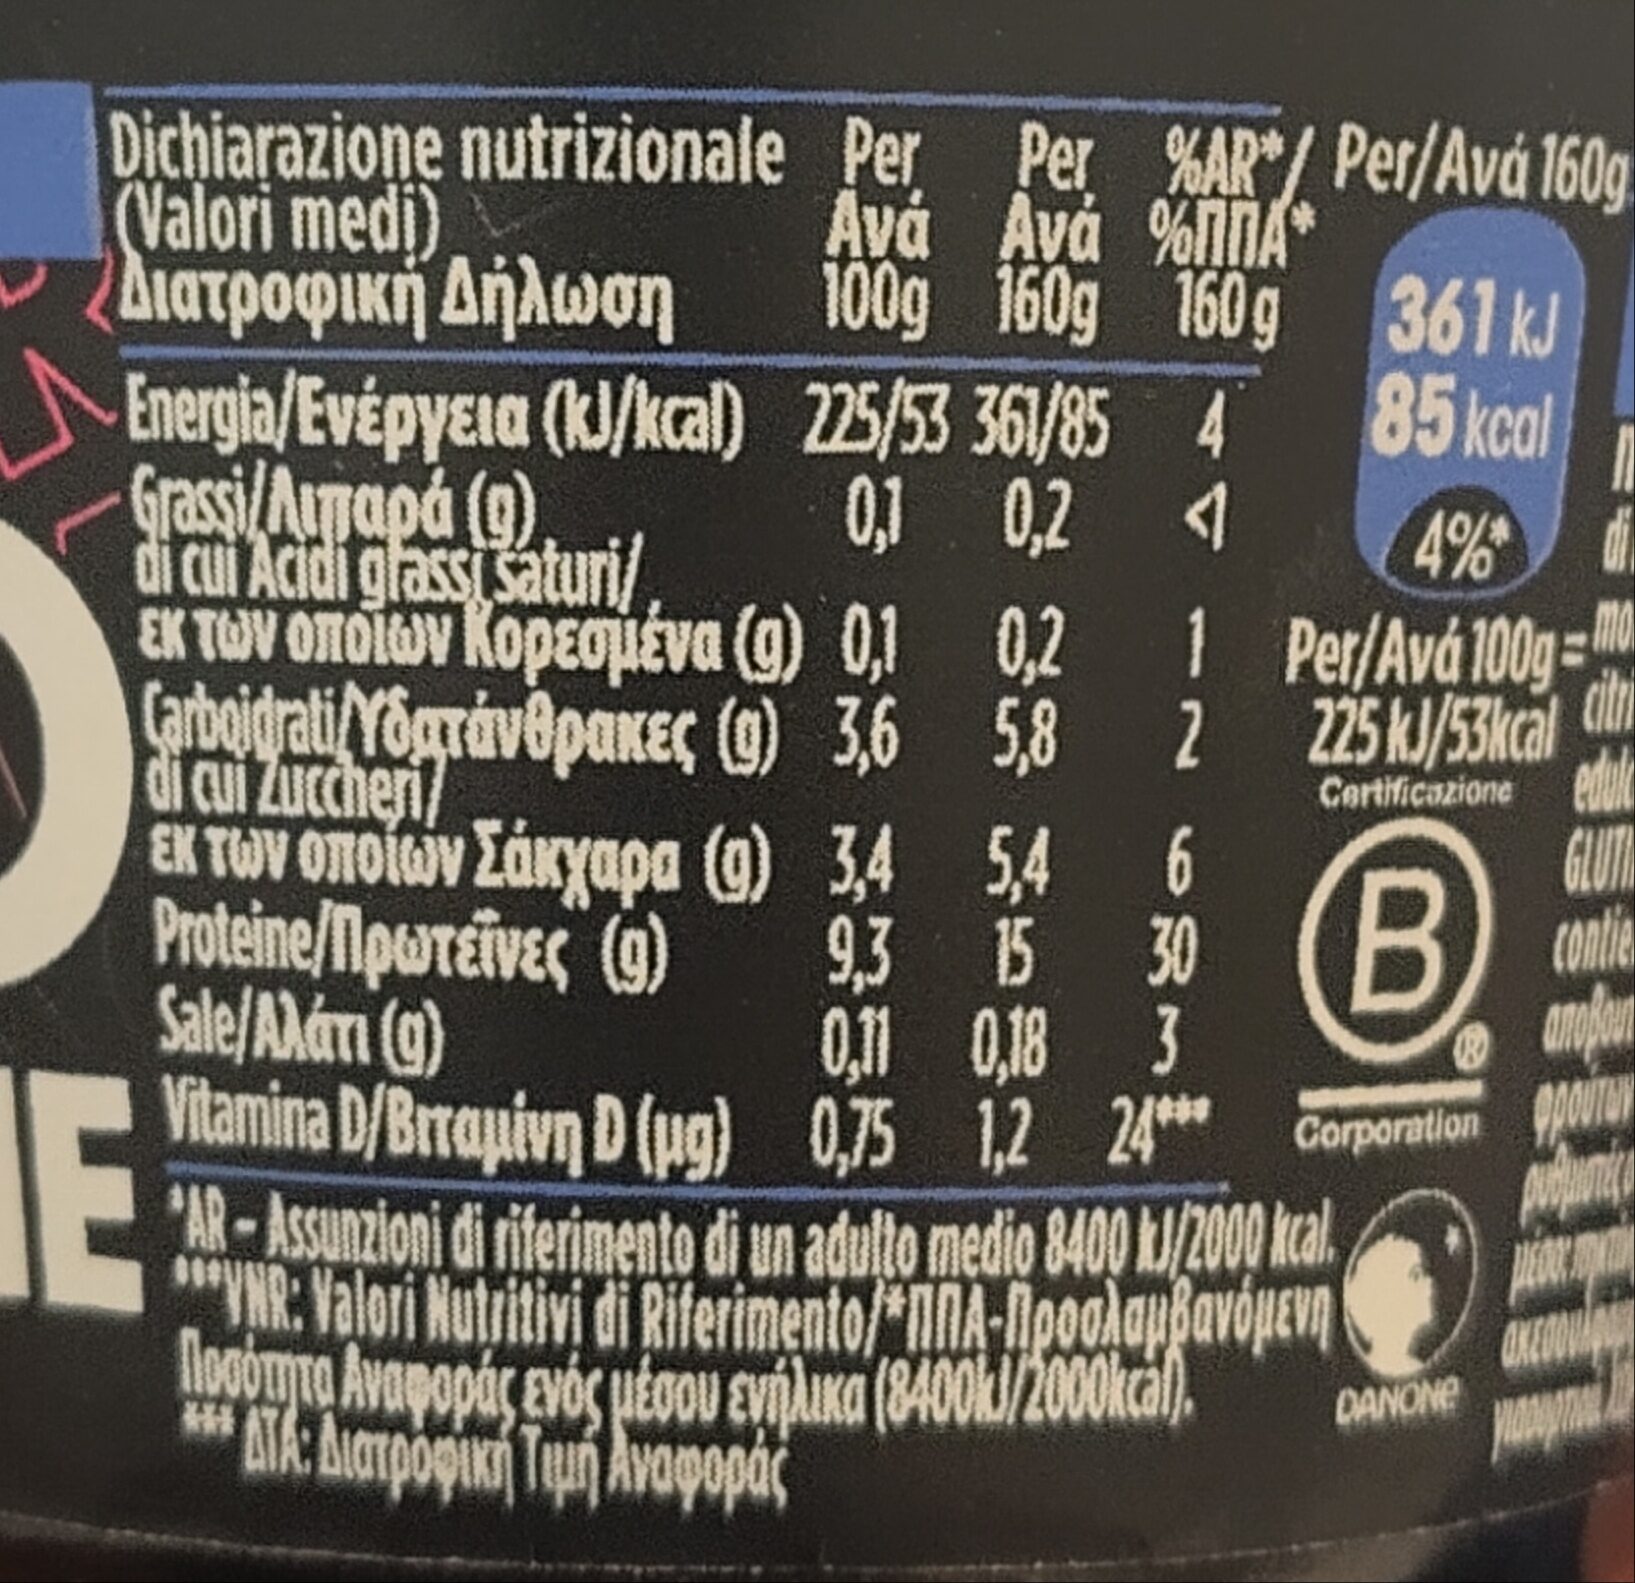 Dichiarazione nutrizionale Per Per %AR*/
(Valori medi) Ανά Ανά %ΠΠΑ*
Διατροφική Δήλωση 100g 160g 160 g
Energia/Ενέργεια (kJ/kcal) 225/53 361/85 4
Grassi/Λιπαρά (g) 0,1 0,2 <1
di cui Acidi grassi saturi/
εκ των οποίων Κορεσμένα (g) 0,1 0,2 1
Carboidrati/Υδατάνθρακες (g) 3,6 5,8 2
di cui Zuccheri/
εκ των οποίων Σάκχαρα (g) 3,4 5,4 6
Proteine/Πρωτεΐνες (g) 9,3 15 30
Sale/Αλάτι (g) 0,11 0,18 3
Vitamina D/Βιταμίνη D (µg) 0,75 1,2 24***
*AR - Assunzioni di riferimento di un adulto medio 8400 kJ/2000 kcal.
***VNR: Valori Nutritivi di Riferimento/*ΠΠΑ-Προσλαμβανόμενη
Ποσότητα Αναφοράς ενός μέσου ενήλικα (8400kJ/2000kcal).
*** ΔΤΑ: Διατροφική Τιμή Αναφοράς
Per/Ανά 160g
361 kJ
85 kcal
4%*
Per/Ανά 100g=
225 kJ/53kcal
Certificazione
B
®
Corporation
DANONE